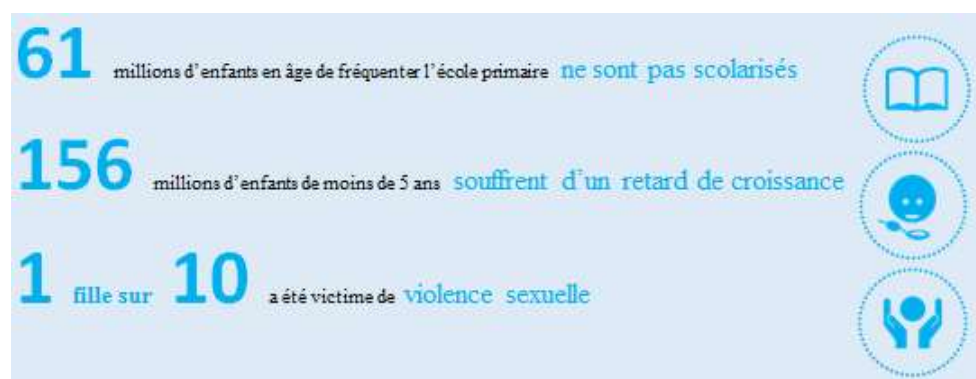 61 millions d'enfants en âge de fréquenter l'école primaire ne sont pas scolarisés
156 millions d'enfants de moins de 5 ans souffrent d'un retard de croissance
1 fille sur 10 a été victime de violence sexuelle